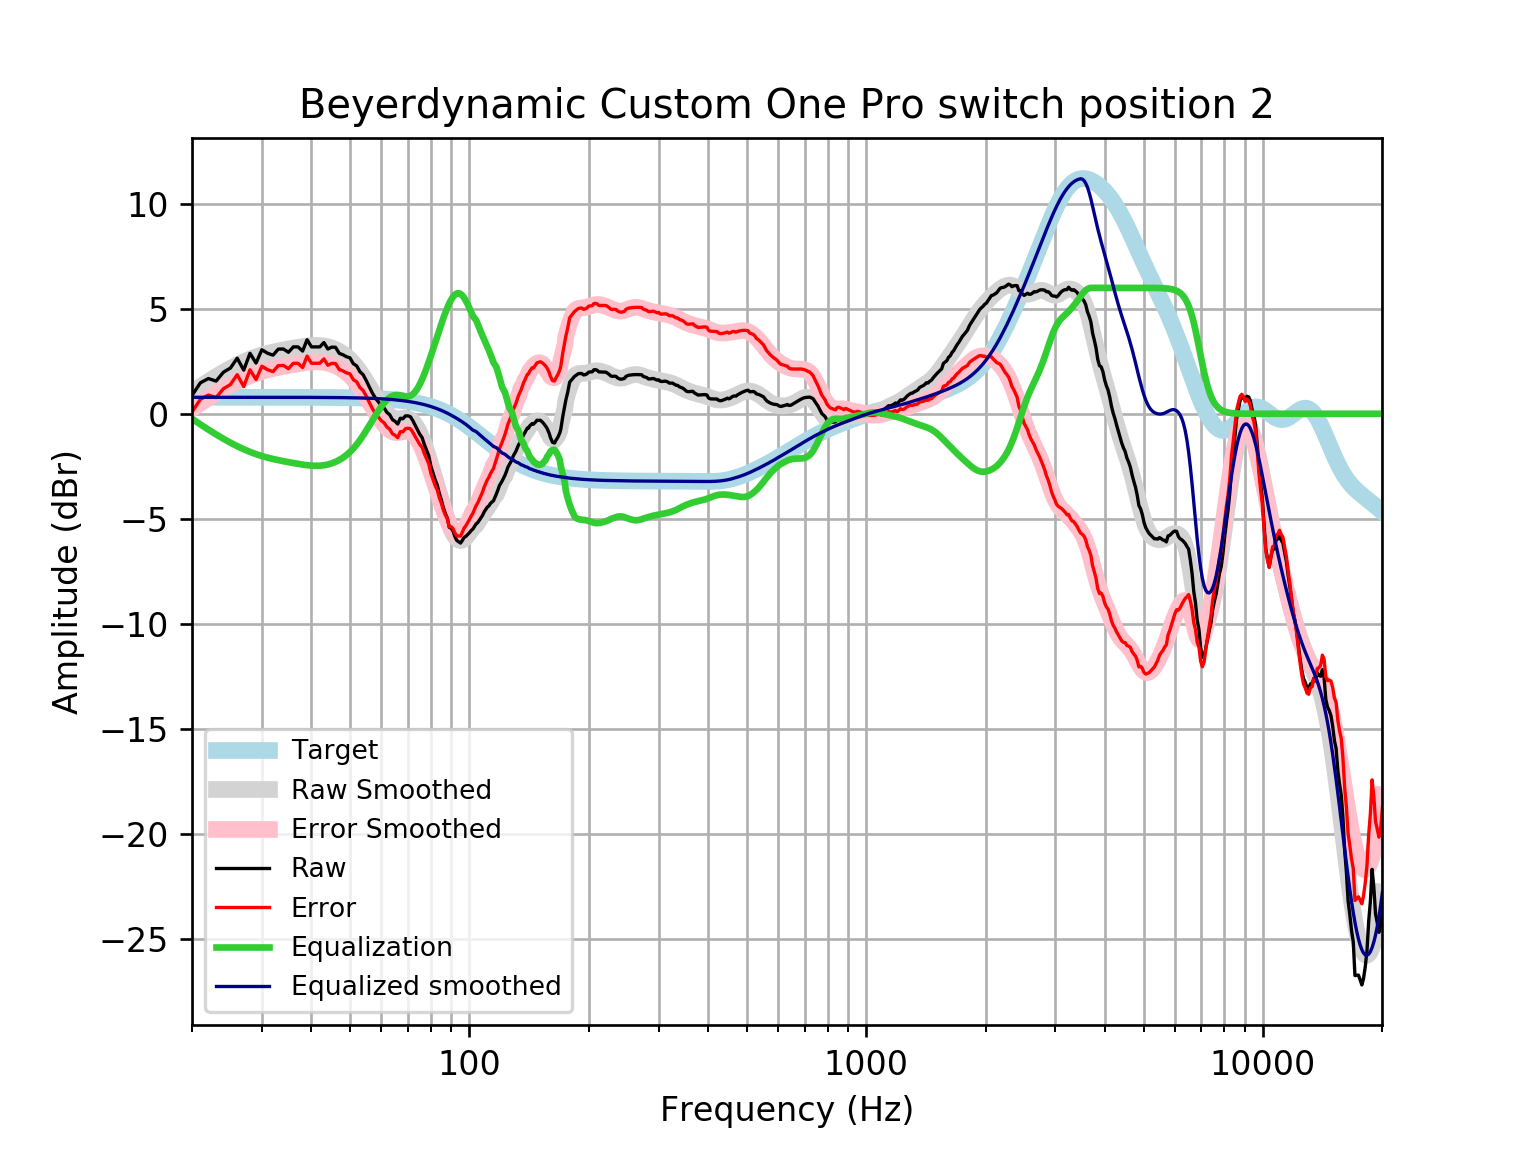 Beyerdynamic Custom One Pro switch position 2
Amplitude (dBr)
10
5
0
−5
−10
−15
−20
−25
Target
Raw Smoothed
Error Smoothed
Raw
Error
Equalization
Equalized smoothed
100
1000
10000
Frequency (Hz)